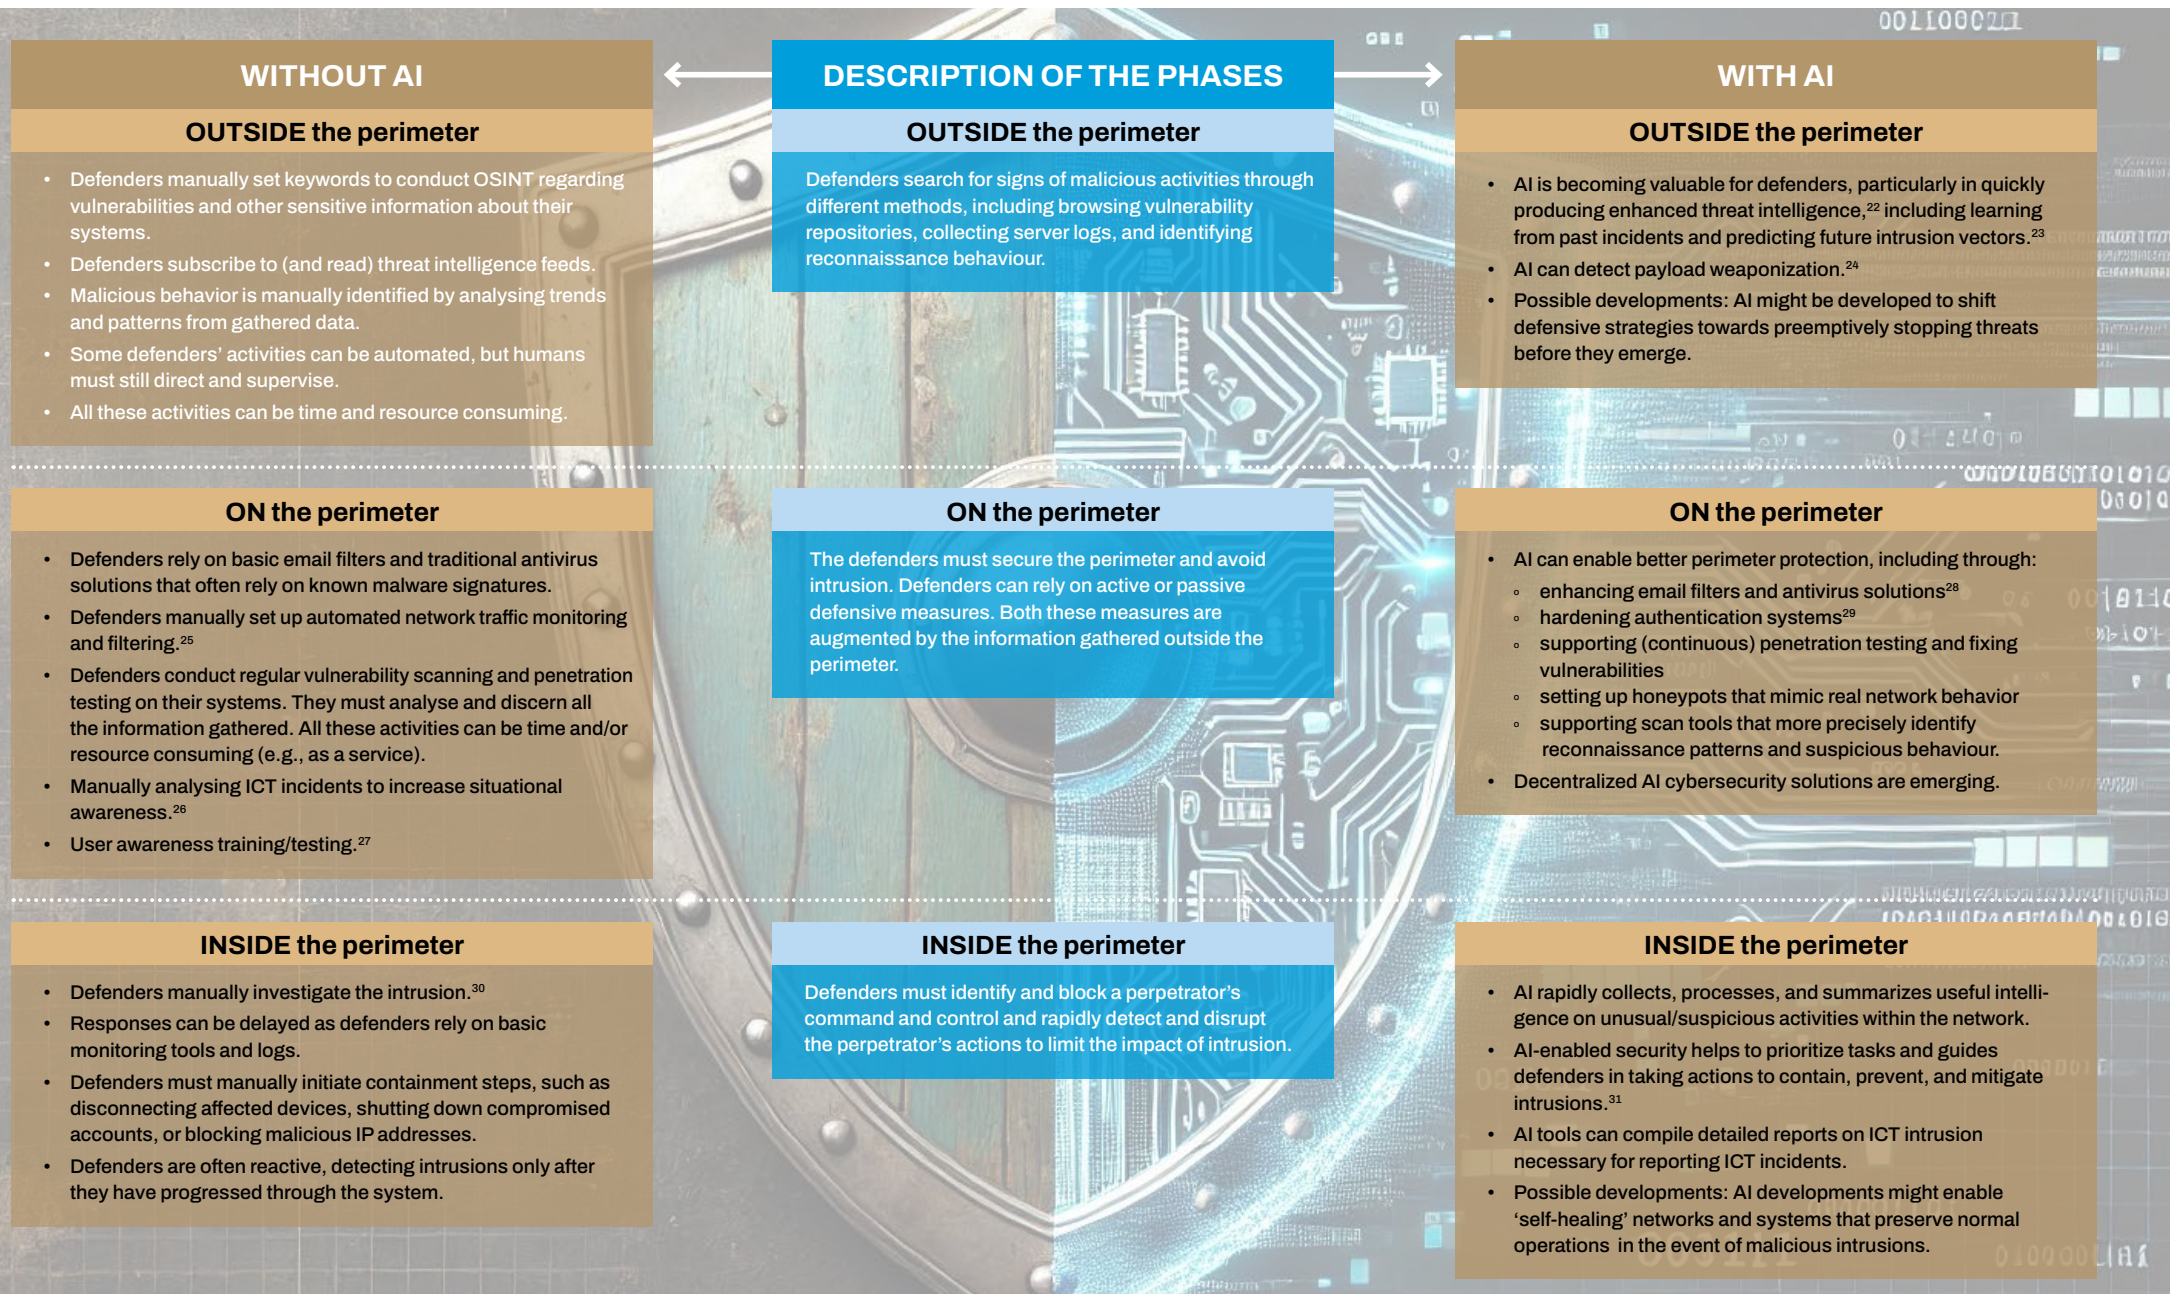 WITHOUT AI
DESCRIPTION OF THE PHASES
WITH AI
OUTSIDE the perimeter
• Defenders manually set keywords to conduct OSINT regarding
vulnerabilities and other sensitive information about their
systems.
• Defenders subscribe to (and read) threat intelligence feeds.
• Malicious behavior is manually identified by analysing trends
and patterns from gathered data.
• Some defenders’ activities can be automated, but humans
must still direct and supervise.
• All these activities can be time and resource consuming.
OUTSIDE the perimeter
Defenders search for signs of malicious activities through
different methods, including browsing vulnerability
repositories, collecting server logs, and identifying
reconnaissance behaviour.
OUTSIDE the perimeter
• AI is becoming valuable for defenders, particularly in quickly
producing enhanced threat intelligence,²² including learning
from past incidents and predicting future intrusion vectors.²³
• AI can detect payload weaponization.²⁴
• Possible developments: AI might be developed to shift
defensive strategies towards preemptively stopping threats
before they emerge.
ON the perimeter
• Defenders rely on basic email filters and traditional antivirus
solutions that often rely on known malware signatures.
• Defenders manually set up automated network traffic monitoring
and filtering.²⁵
• Defenders conduct regular vulnerability scanning and penetration
testing on their systems. They must analyse and discern all
the information gathered. All these activities can be time and/or
resource consuming (e.g., as a service).
• Manually analysing ICT incidents to increase situational
awareness.²⁶
• User awareness training/testing.²⁷
ON the perimeter
The defenders must secure the perimeter and avoid
intrusion. Defenders can rely on active or passive
defensive measures. Both these measures are
augmented by the information gathered outside the
perimeter.
ON the perimeter
• AI can enable better perimeter protection, including through:
◦ enhancing email filters and antivirus solutions²⁸
◦ hardening authentication systems²⁹
◦ supporting (continuous) penetration testing and fixing
vulnerabilities
◦ setting up honeypots that mimic real network behavior
◦ supporting scan tools that more precisely identify
reconnaissance patterns and suspicious behaviour.
• Decentralized AI cybersecurity solutions are emerging.
INSIDE the perimeter
• Defenders manually investigate the intrusion.³⁰
• Responses can be delayed as defenders rely on basic
monitoring tools and logs.
• Defenders must manually initiate containment steps, such as
disconnecting affected devices, shutting down compromised
accounts, or blocking malicious IP addresses.
• Defenders are often reactive, detecting intrusions only after
they have progressed through the system.
INSIDE the perimeter
Defenders must identify and block a perpetrator’s
command and control and rapidly detect and disrupt
the perpetrator’s actions to limit the impact of intrusion.
INSIDE the perimeter
• AI rapidly collects, processes, and summarizes useful intelli-
gence on unusual/suspicious activities within the network.
• AI-enabled security helps to prioritize tasks and guides
defenders in taking actions to contain, prevent, and mitigate
intrusions.³¹
• AI tools can compile detailed reports on ICT intrusion
necessary for reporting ICT incidents.
• Possible developments: AI developments might enable
‘self-healing’ networks and systems that preserve normal
operations in the event of malicious intrusions.